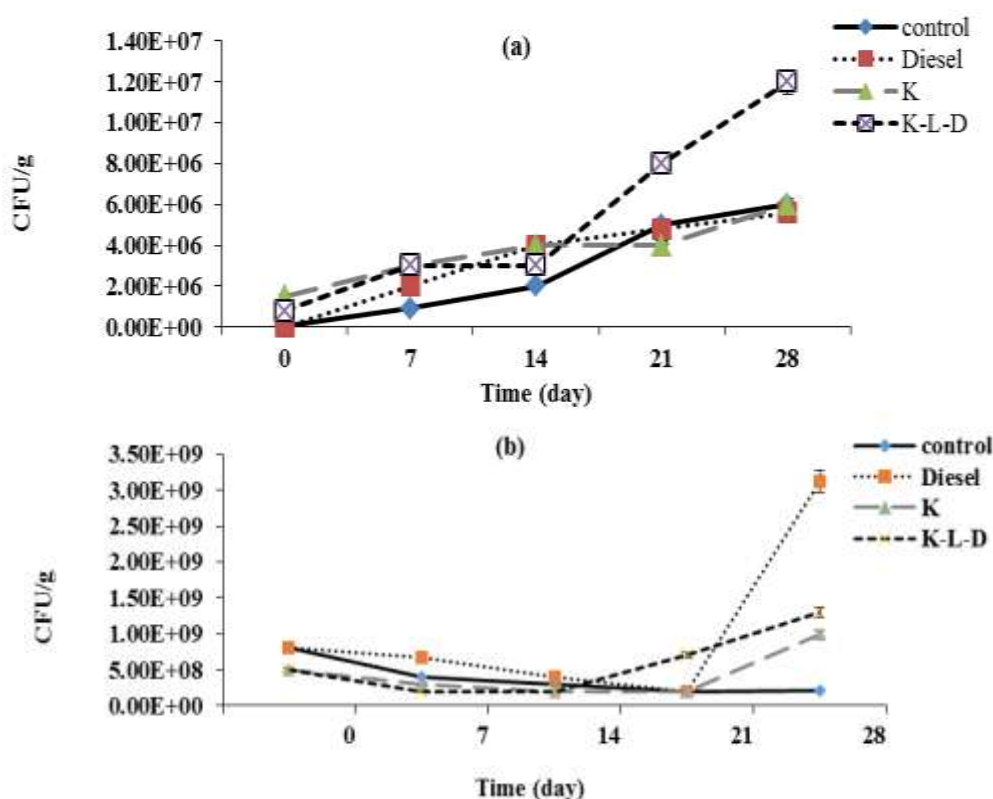 (a)
control
Diesel
K
K-L-D
1.40E+07
1.20E+07
1.00E+07
8.00E+06
6.00E+06
4.00E+06
2.00E+06
0.00E+00
CFU/g
0 7 14 21 28
Time (day)
(b)
control
Diesel
K
K-L-D
3.50E+09
3.00E+09
2.50E+09
2.00E+09
1.50E+09
1.00E+09
5.00E+08
0.00E+00
CFU/g
0 7 14 21 28
Time (day)